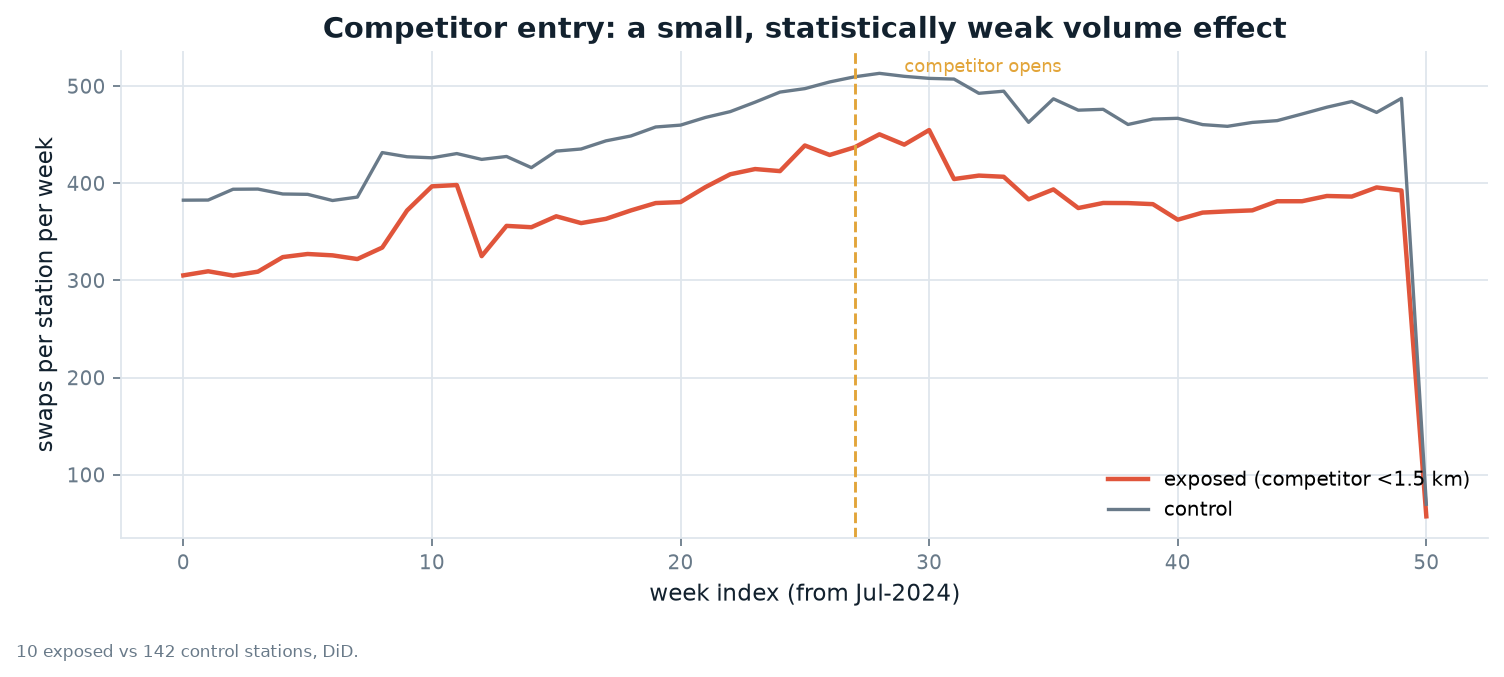 Competitor entry: a small, statistically weak volume effect
competitor opens
swaps per station per week
500
400
300
200
100
exposed (competitor <1.5 km)
control
0 10 20 30 40 50
week index (from Jul-2024)
10 exposed vs 142 control stations, DiD.